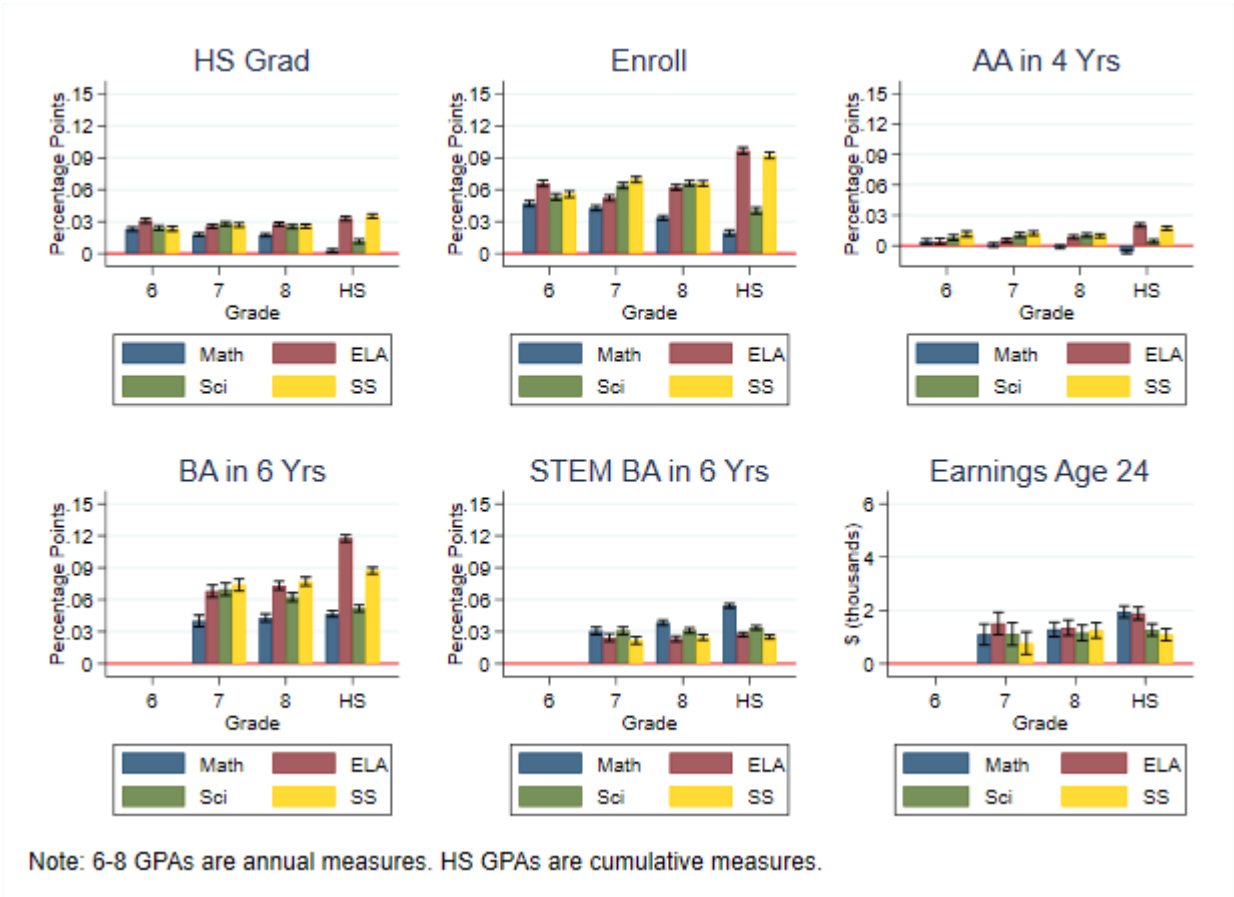 HS Grad
Percentage Points
.15
.12
.09
.06
.03
0
6 7 8 HS
Grade
Math ELA
Sci SS
Enroll
Percentage Points
.15
.12
.09
.06
.03
0
6 7 8 HS
Grade
Math ELA
Sci SS
AA in 4 Yrs
Percentage Points
.15
.12
.09
.06
.03
0
6 7 8 HS
Grade
Math ELA
Sci SS
BA in 6 Yrs
Percentage Points
.15
.12
.09
.06
.03
0
6 7 8 HS
Grade
Math ELA
Sci SS
STEM BA in 6 Yrs
Percentage Points
.15
.12
.09
.06
.03
0
6 7 8 HS
Grade
Math ELA
Sci SS
Earnings Age 24
$ (thousands)
6
4
2
0
6 7 8 HS
Grade
Math ELA
Sci SS
Note: 6-8 GPAs are annual measures. HS GPAs are cumulative measures.